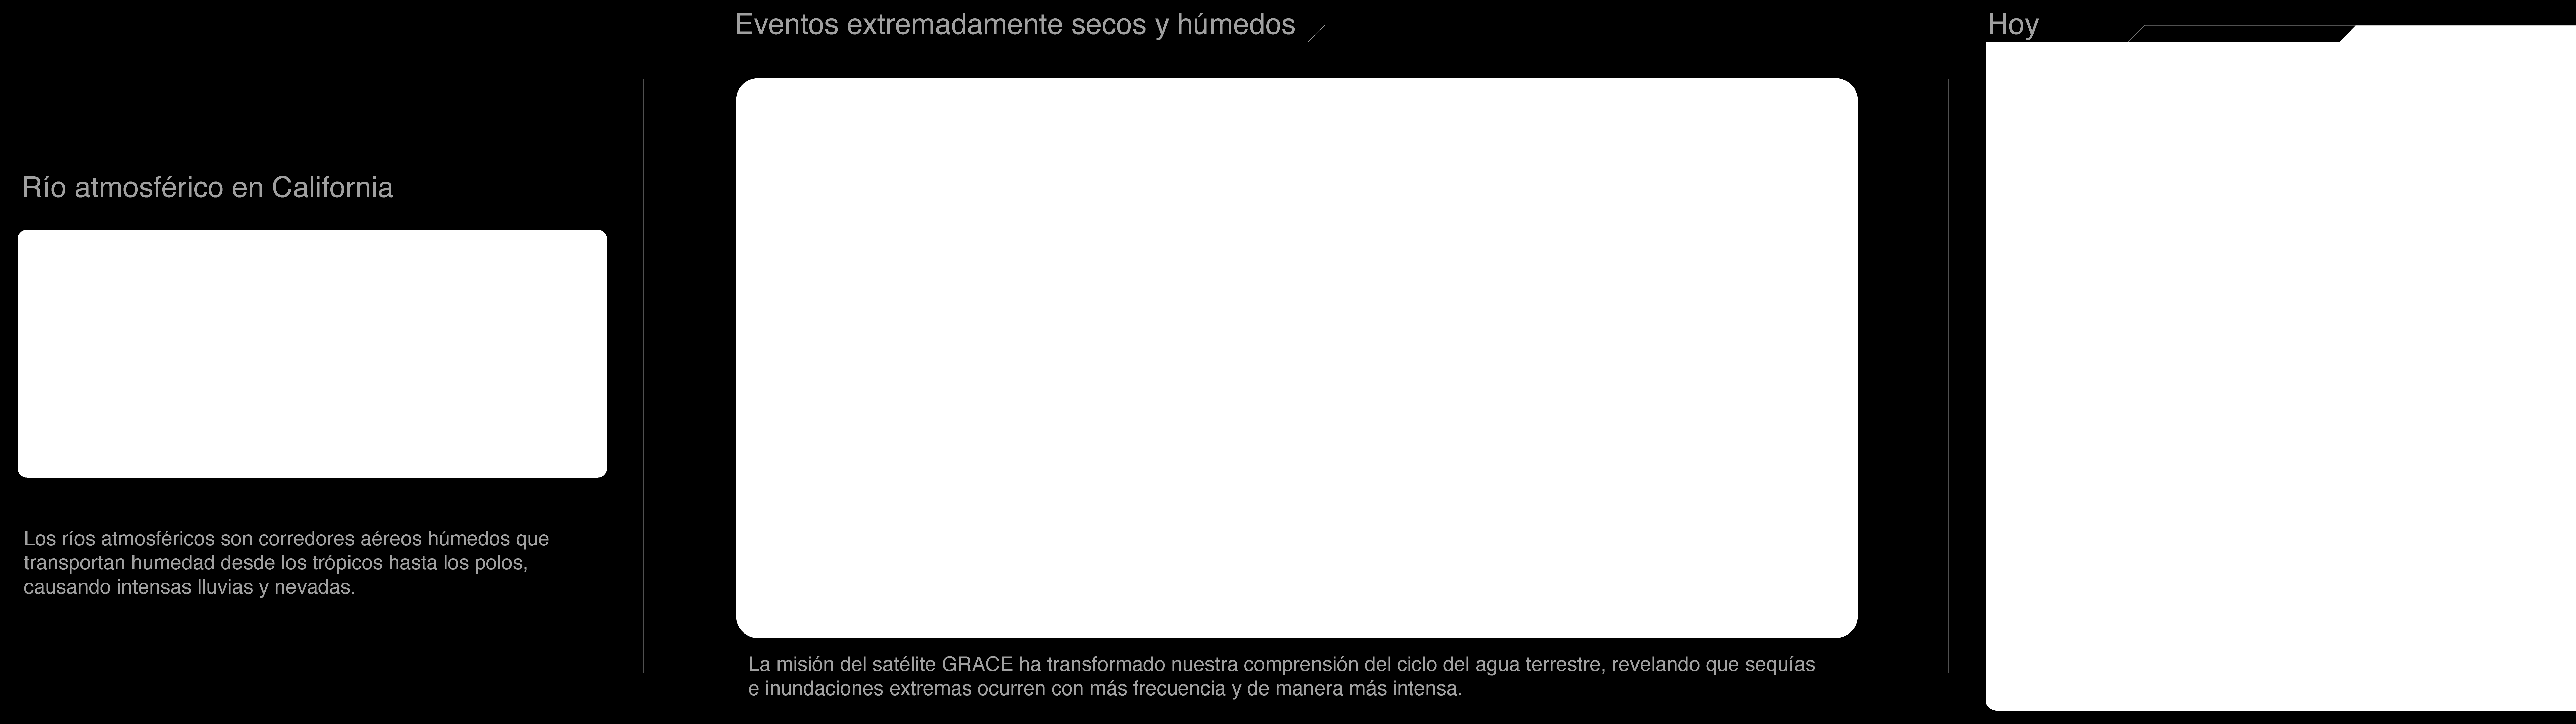 Río atmosférico en California
Los ríos atmosféricos son corredores aéreos húmedos que
transportan humedad desde los trópicos hasta los polos,
causando intensas lluvias y nevadas.
Eventos extremadamente secos y húmedos
La misión del satélite GRACE ha transformado nuestra comprensión del ciclo del agua terrestre, revelando que sequías
e inundaciones extremas ocurren con más frecuencia y de manera más intensa.
Hoy